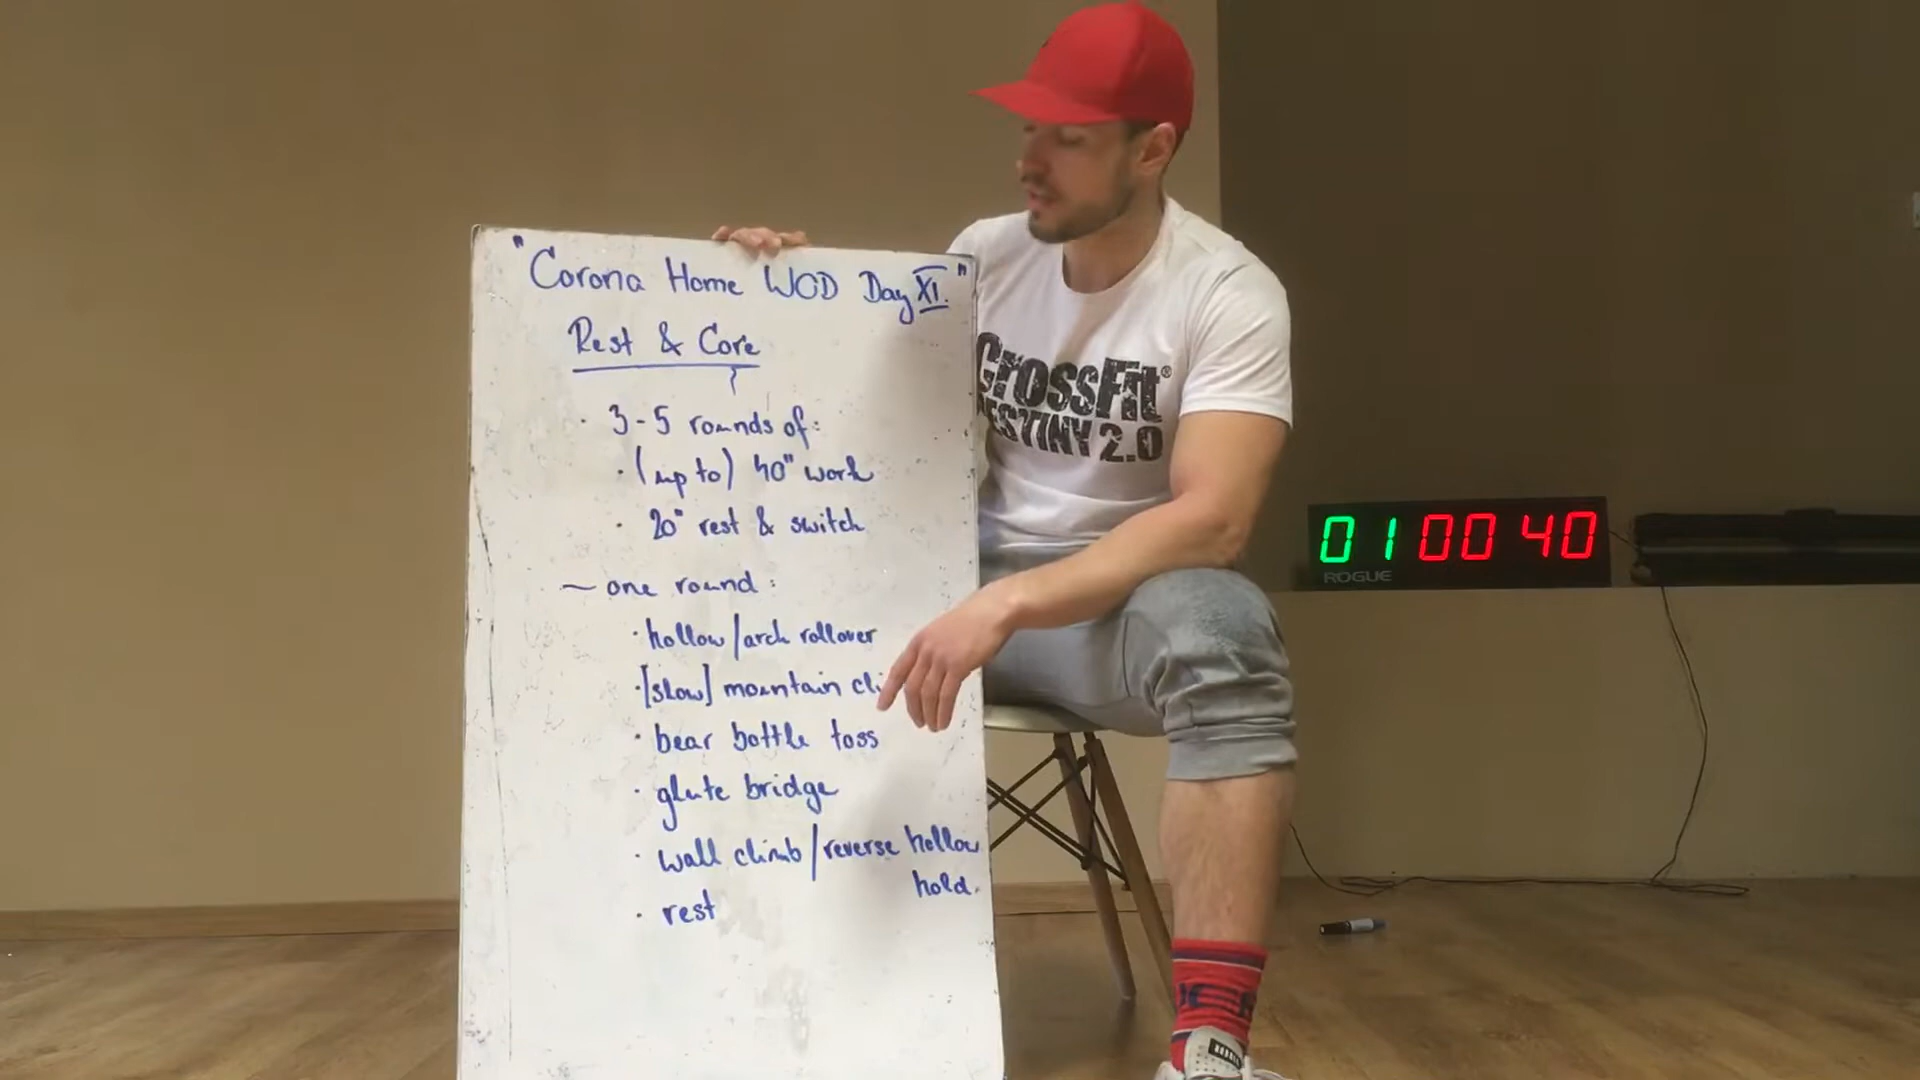 "Corona Home WOD Day XI."
Rest & Core
· 3-5 rounds of:
· (up to) 40" work
· 20" rest & switch
— one round:
· hollow/arch rollover
· [slow] mountain cli
· bear bottle toss
· glute bridge
· wall climb/reverse hollow
hold.
· rest
CrossFit®
ESTINY 2.0
01 00 40
ROGUE